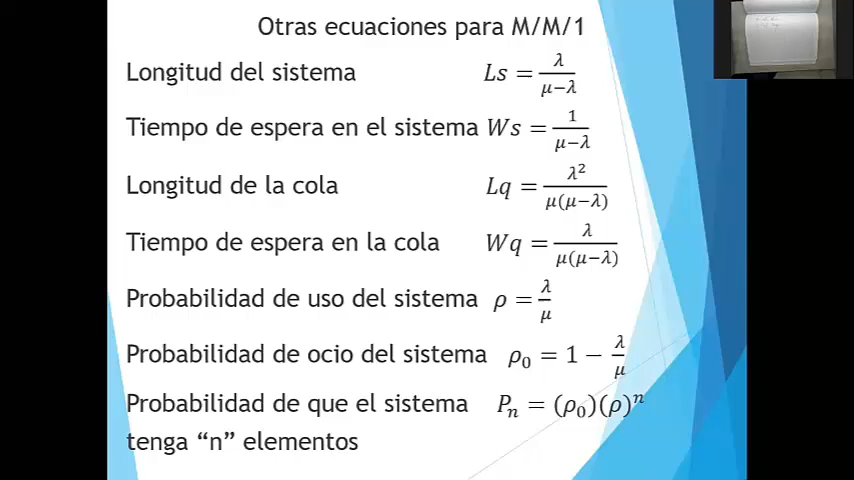 Otras ecuaciones para M/M/1
Longitud del sistema Ls = λ/(μ−λ)
Tiempo de espera en el sistema Ws = 1/(μ−λ)
Longitud de la cola Lq = λ²/(μ(μ−λ))
Tiempo de espera en la cola Wq = λ/(μ(μ−λ))
Probabilidad de uso del sistema ρ = λ/μ
Probabilidad de ocio del sistema ρ₀ = 1 − λ/μ
Probabilidad de que el sistema Pₙ = (ρ₀)(ρ)ⁿ
tenga “n” elementos